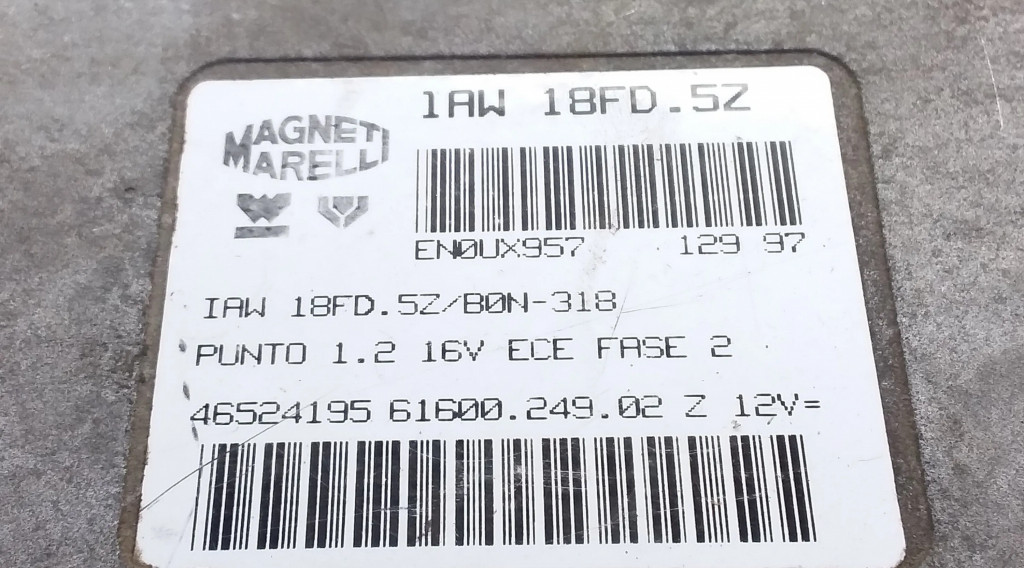 IAW 18FD.5Z
MAGNETI
MARELLI
EN0UX957 129 97
IAW 18FD.5Z/B0N-318
PUNTO 1.2 16V ECE FASE 2
46524195 61600.249.02 Z 12V=